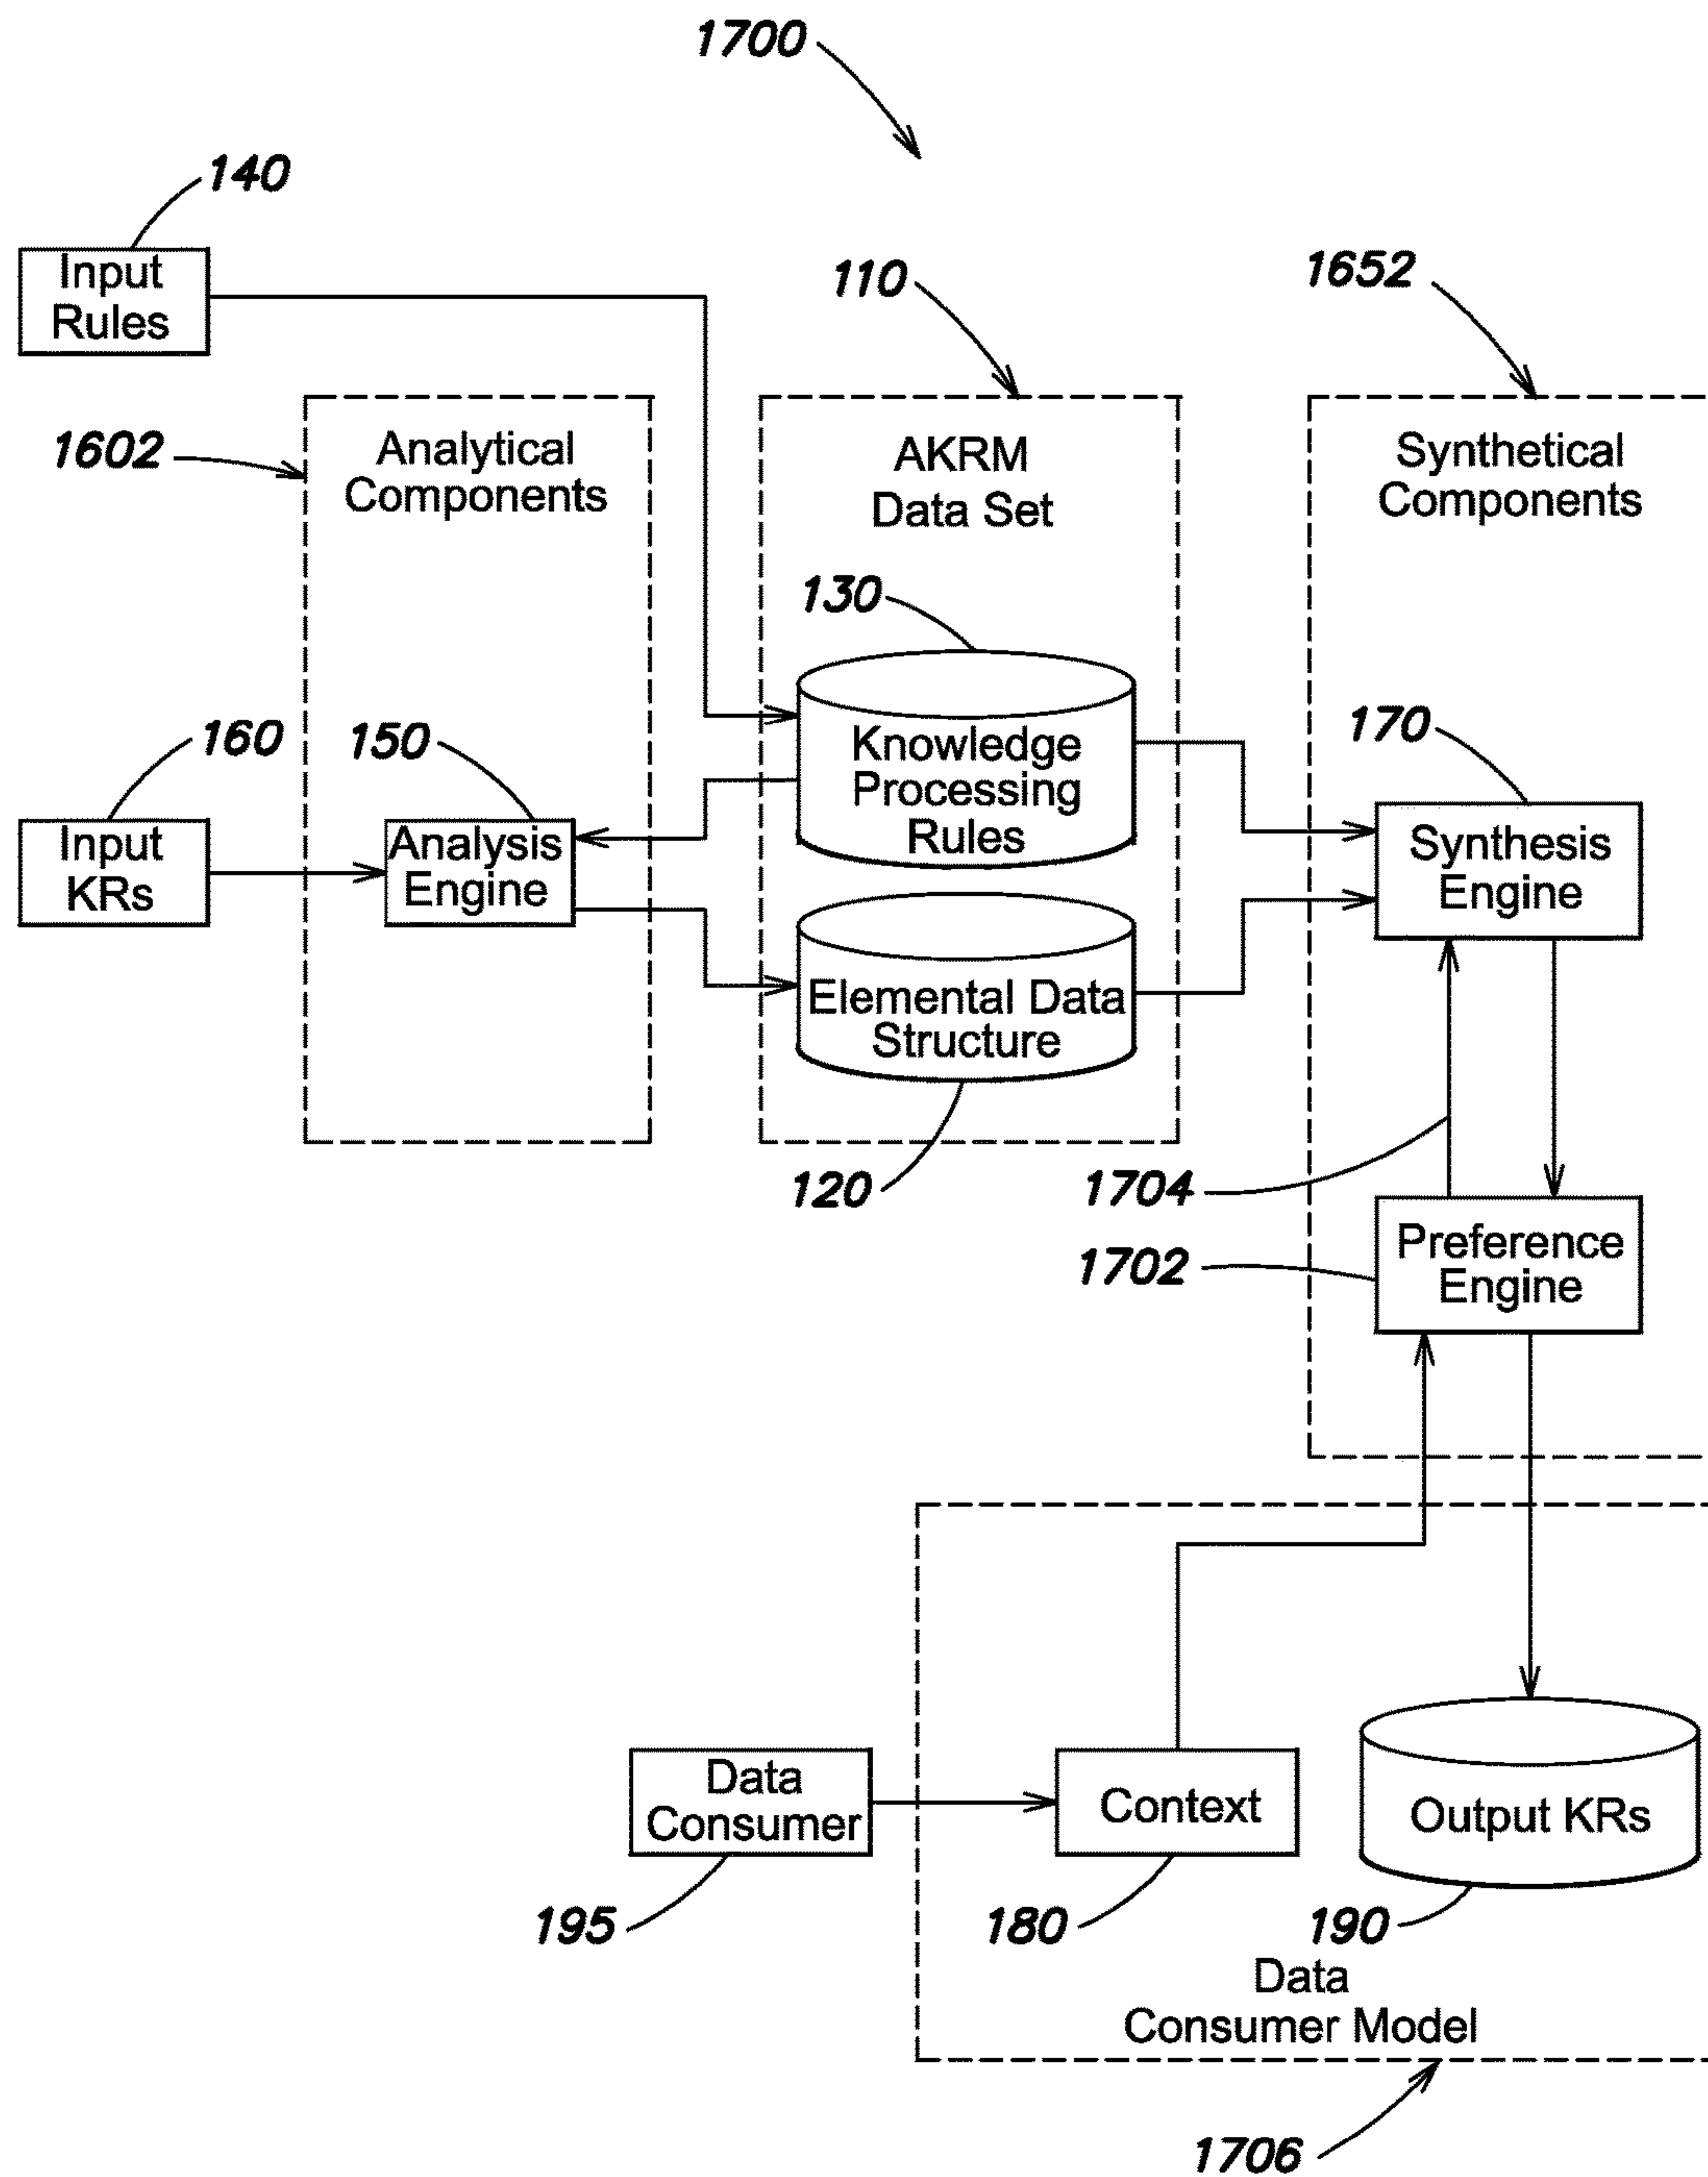 1700
140
Input
Rules
110
1652
1602
Analytical
Components
AKRM
Data Set
Synthetical
Components
130
160
150
170
Knowledge
Processing
Rules
Input
KRs
Analysis
Engine
Synthesis
Engine
Elemental Data
Structure
120
1704
1702
Preference
Engine
Data
Consumer
Context
Output KRs
195
180
190
Data
Consumer Model
1706